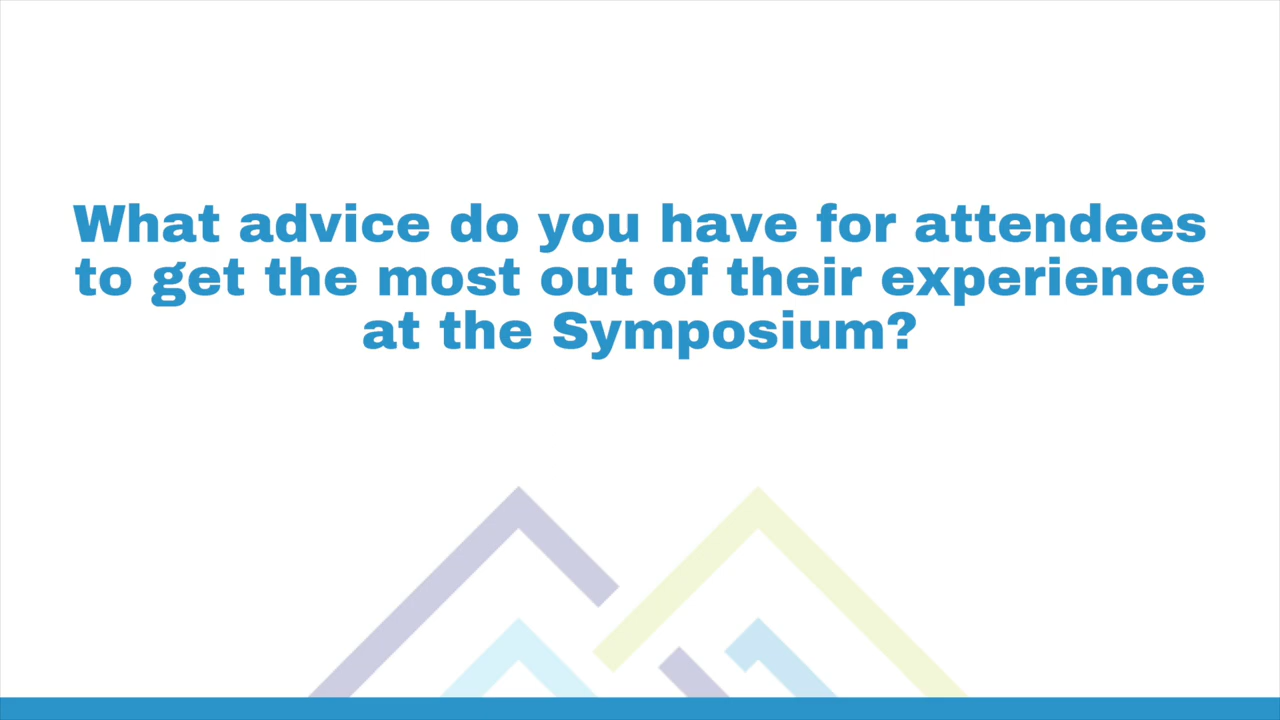 What advice do you have for attendees
to get the most out of their experience
at the Symposium?